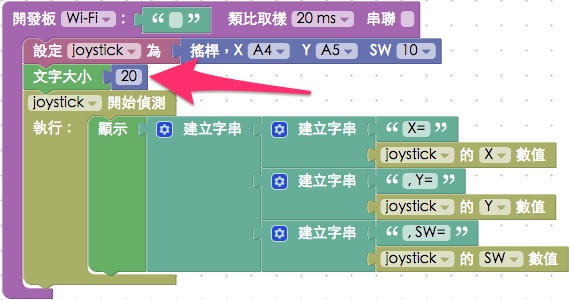 開發板 Wi-Fi : “ ” 類比取樣 20 ms 串聯
設定 joystick 為 搖桿，X A4 Y A5 SW 10
文字大小 20
joystick 開始偵測
執行： 顯示 建立字串 建立字串 “ X= ”
joystick 的 X 數值
建立字串 “ , Y= ”
joystick 的 Y 數值
建立字串 “ , SW= ”
joystick 的 SW 數值